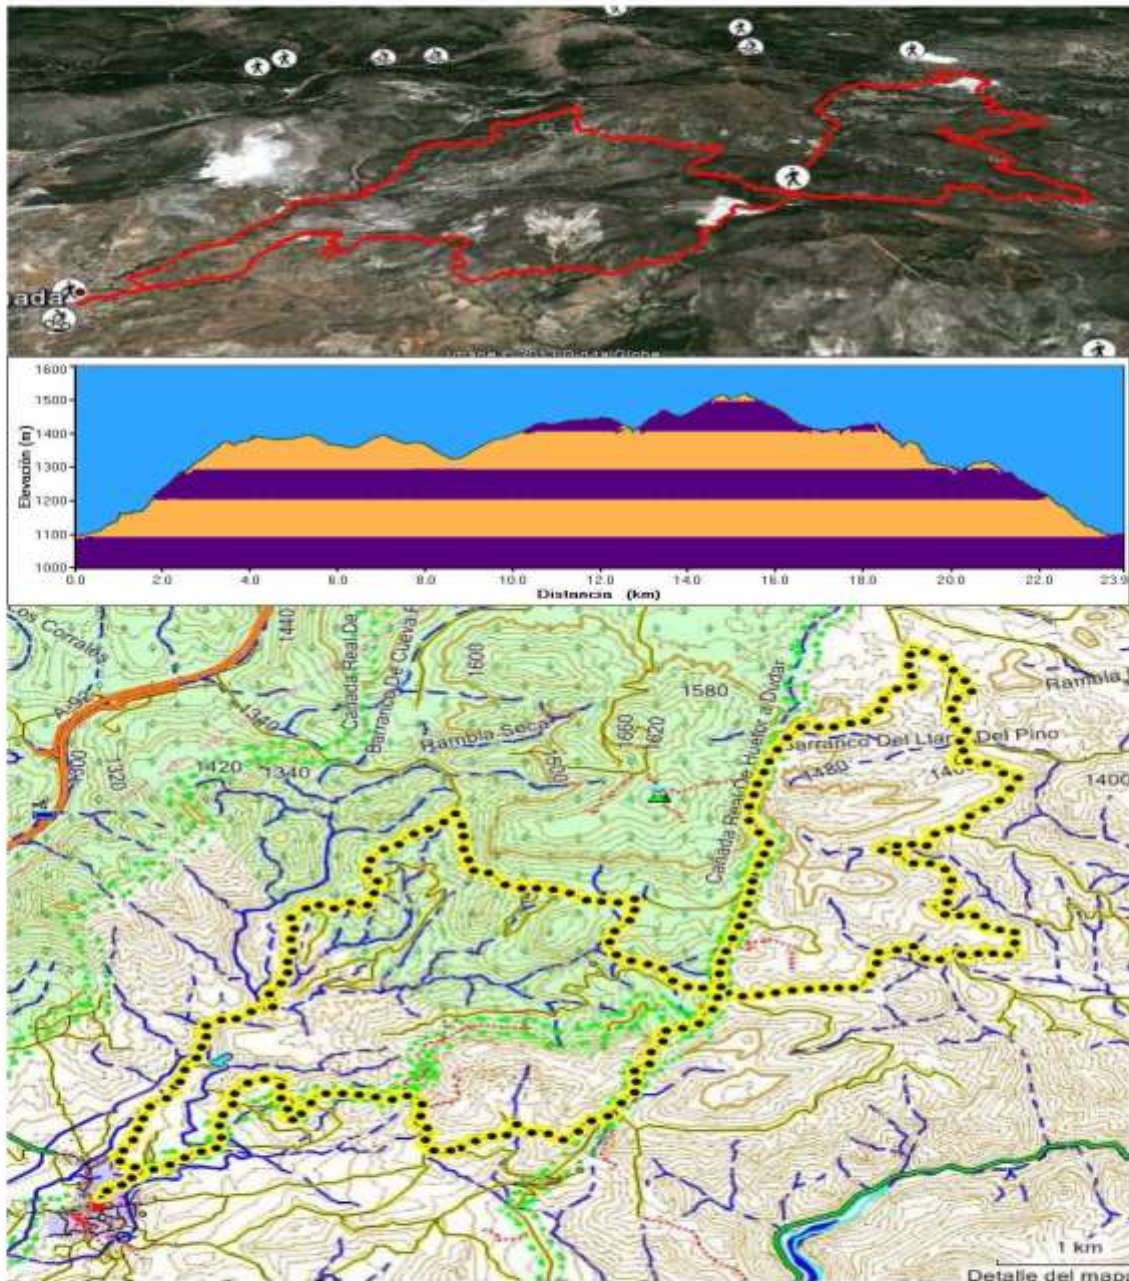 ada
1600
1500
1400
1300
1200
1100
1000
Elevación (m)
0.0 2.0 4.0 6.0 8.0 10.0 12.0 14.0 16.0 18.0 20.0 22.0 23.9
Distancia (km)
Los Corrales
1440
Cañada Real De
Barranco De Cueva
1600
1580
1660
1620
Rambla Seca
1340
1300
1320
1420
1340
Cañada Real De Huetor a Dudar
Rambla
Barranco Del Llano Del Pino
1480
1400
1 km
Detalle del mapa